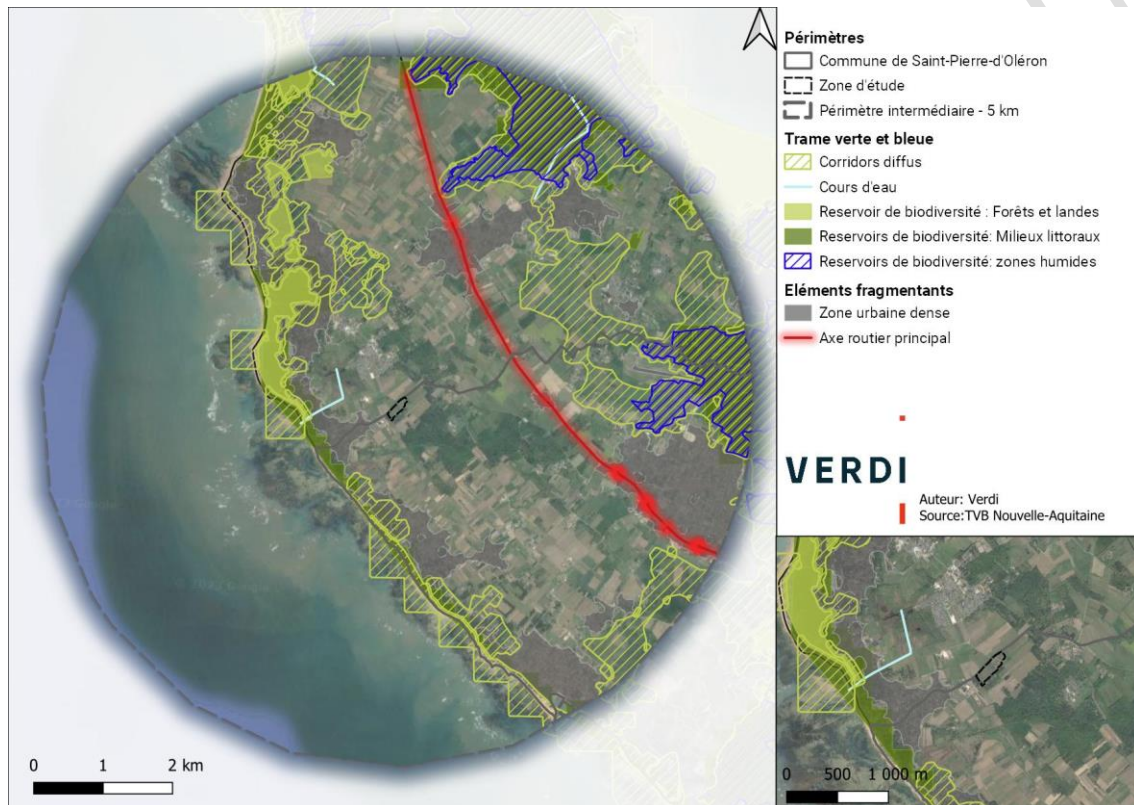 Périmètres
Commune de Saint-Pierre-d'Oléron
Zone d'étude
Périmètre intermédiaire - 5 km
Trame verte et bleue
Corridors diffus
Cours d'eau
Reservoir de biodiversité : Forêts et landes
Reservoirs de biodiversité: Milieux littoraux
Reservoirs de biodiversité: zones humides
Eléments fragmentants
Zone urbaine dense
Axe routier principal
VERDI
Auteur: Verdi
Source:TVB Nouvelle-Aquitaine
0 1 2 km
0 500 1 000 m